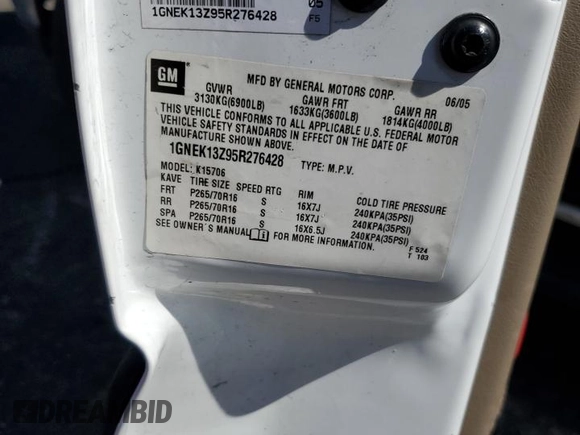 1GNEK13Z95R276428
05
F5
GM
MFD BY GENERAL MOTORS CORP. 06/05
GVWR GAWR FRT GAWR RR
3130KG(6900LB) 1633KG(3600LB) 1814KG(4000LB)
THIS VEHICLE CONFORMS TO ALL APPLICABLE U.S. FEDERAL MOTOR
VEHICLE SAFETY STANDARDS IN EFFECT ON THE DATE OF
MANUFACTURE SHOWN ABOVE.
1GNEK13Z95R276428 TYPE: M.P.V.
MODEL: K15706
KAVE TIRE SIZE SPEED RTG RIM COLD TIRE PRESSURE
FRT P265/70R16 S 16X7J 240KPA(35PSI)
RR P265/70R16 S 16X7J 240KPA(35PSI)
SPA P265/70R16 S 16X6.5J 240KPA(35PSI)
SEE OWNER'S MANUAL FOR MORE INFORMATION.
F 524
T 103
DREAMBID